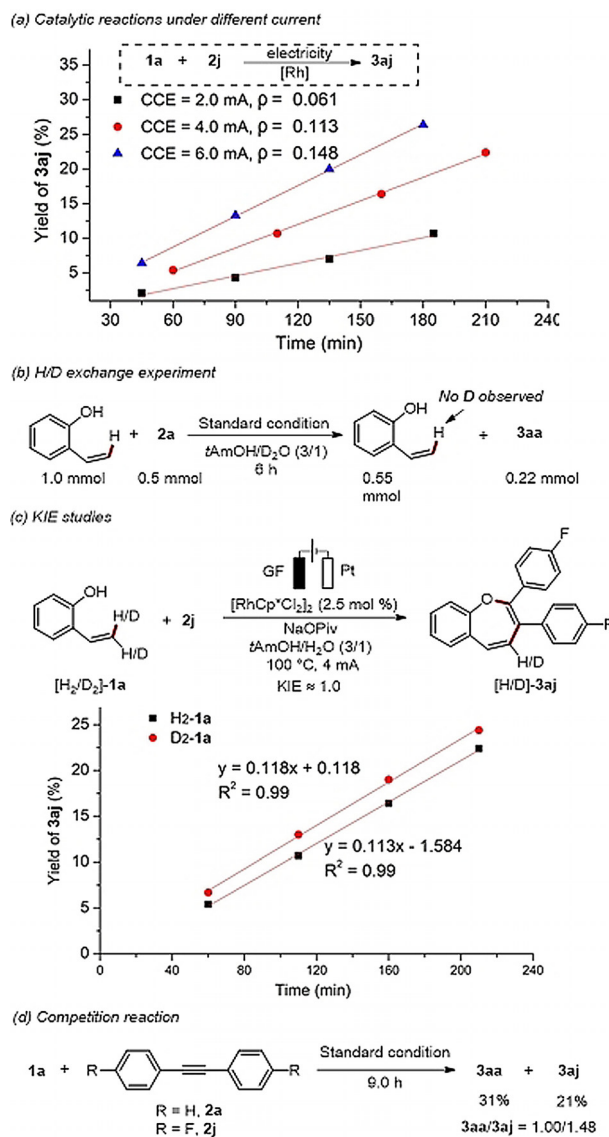 (a) Catalytic reactions under different current
1a + 2j electricity [Rh] 3aj
CCE = 2.0 mA, ρ = 0.061
CCE = 4.0 mA, ρ = 0.113
CCE = 6.0 mA, ρ = 0.148
Yield of 3aj (%)
35
30
25
20
15
10
5
30 60 90 120 150 180 210 240
Time (min)
(b) H/D exchange experiment
OH
H
+ 2a
Standard condition
tAmOH/D2O (3/1)
6 h
OH
H
No D observed
+ 3aa
1.0 mmol 0.5 mmol 0.55 mmol 0.22 mmol
(c) KIE studies
OH
H/D
H/D
+ 2j
GF Pt
[RhCp*Cl2]2 (2.5 mol %)
NaOPiv
tAmOH/H2O (3/1)
100 °C, 4 mA
KIE ≈ 1.0
F
O
F
H/D
[H2/D2]-1a [H/D]-3aj
H2-1a
D2-1a
y = 0.118x + 0.118
R2 = 0.99
y = 0.113x - 1.584
R2 = 0.99
Yield of 3aj (%)
25
20
15
10
5
0
0 40 80 120 160 200 240
Time (min)
(d) Competition reaction
1a + R R
Standard condition
9.0 h
3aa + 3aj
R = H, 2a
R = F, 2j
31% 21%
3aa/3aj = 1.00/1.48